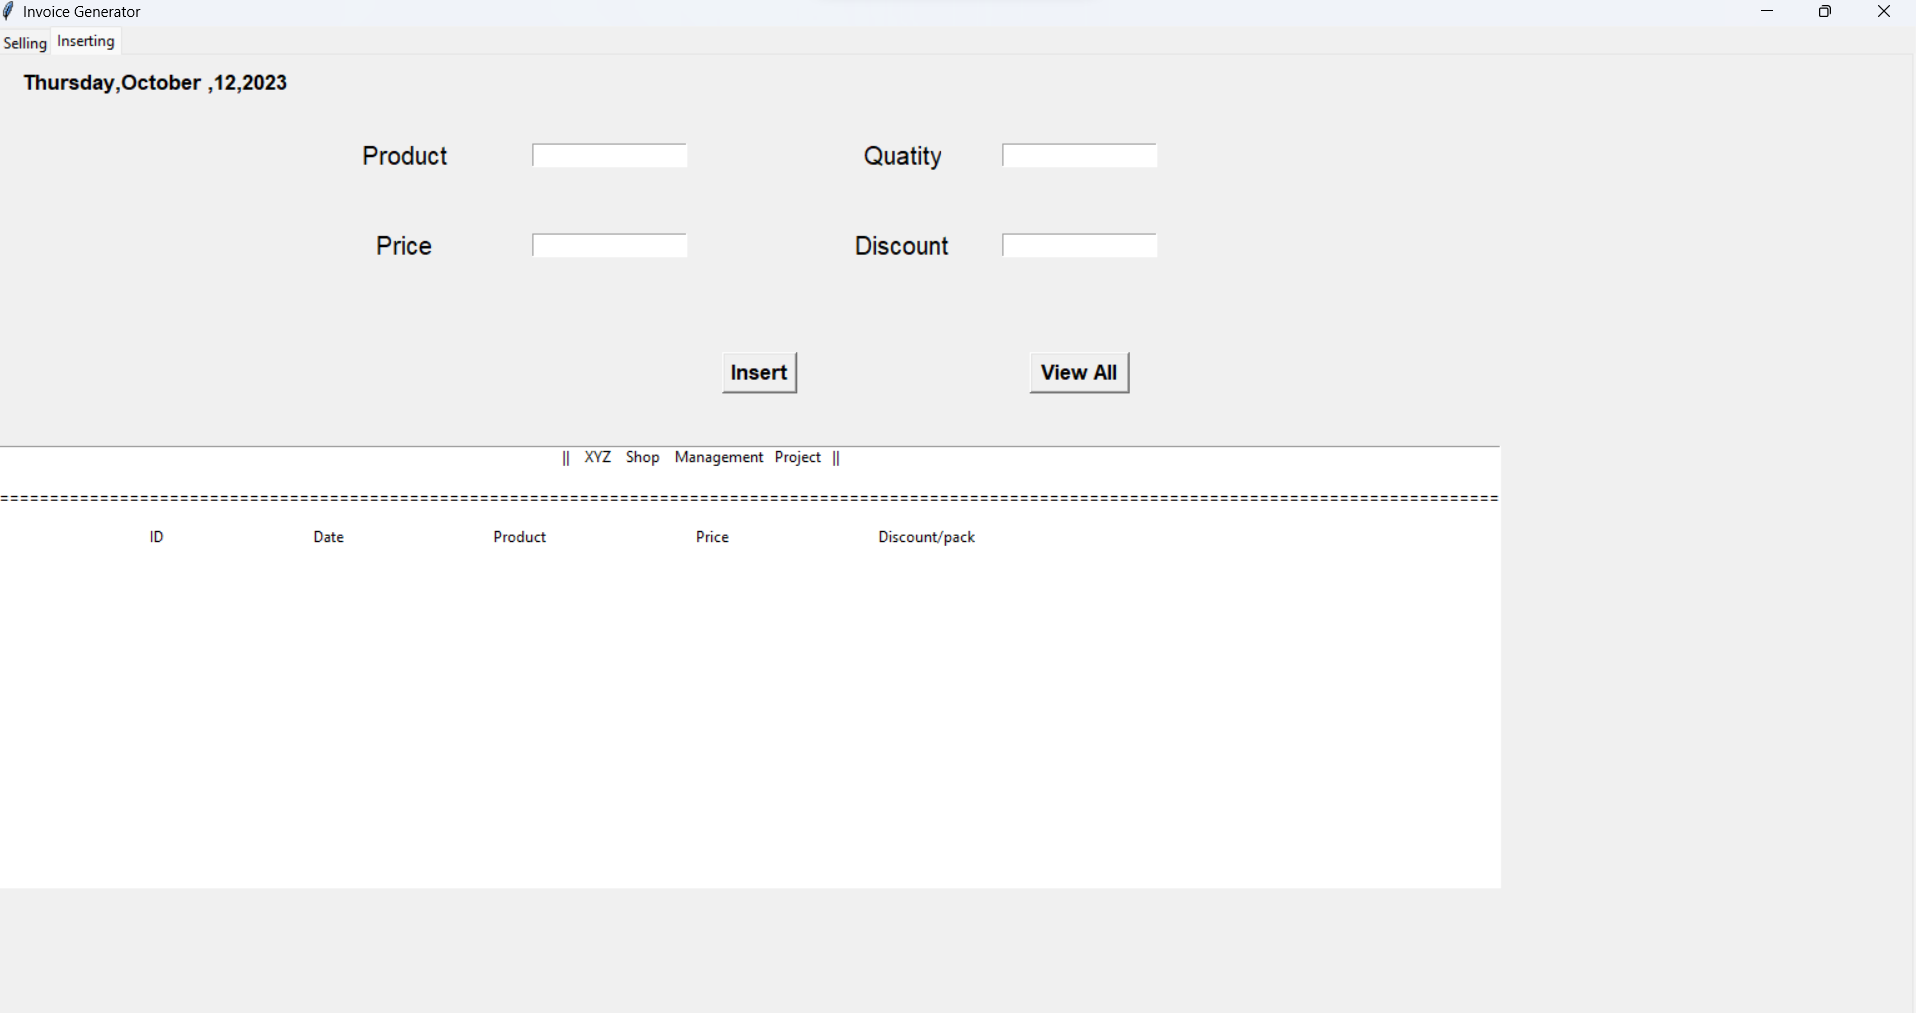 Invoice Generator
Selling Inserting
Thursday,October ,12,2023
Product Quatity
Price Discount
Insert View All
|| XYZ Shop Management Project ||
======================================================================================================================================================
ID Date Product Price Discount/pack